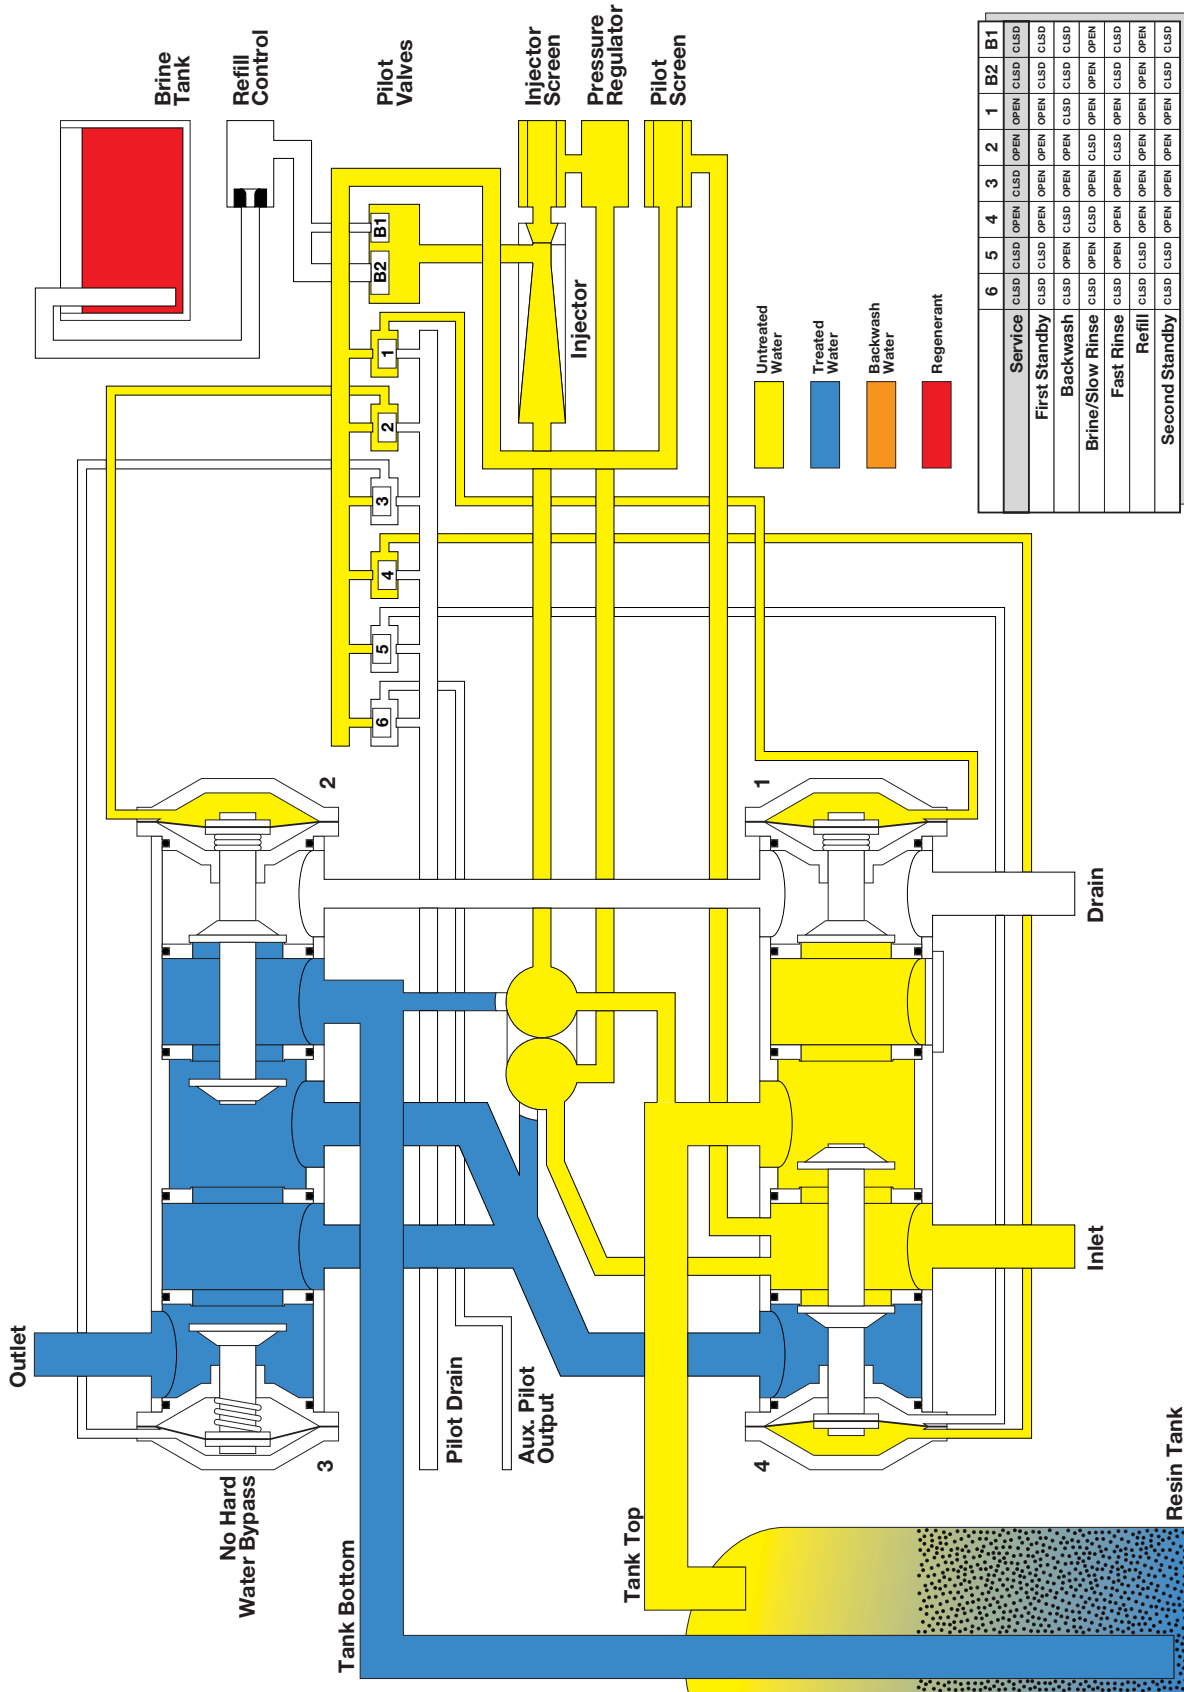 Outlet
No Hard
Water Bypass
3
2
Tank Bottom
Pilot Drain
Aux. Pilot
Output
Brine
Tank
Refill
Control
Pilot
Valves
6
5
4
3
2
1
B2
B1
Injector
Injector
Screen
Pressure
Regulator
Pilot
Screen
Tank Top
4
1
Inlet
Drain
Resin Tank
Untreated
Water
Treated
Water
Backwash
Water
Regenerant
6 5 4 3 2 1 B2 B1
Service CLSD CLSD OPEN CLSD OPEN OPEN CLSD CLSD
First Standby CLSD CLSD OPEN OPEN OPEN OPEN CLSD CLSD
Backwash CLSD OPEN CLSD OPEN OPEN CLSD CLSD CLSD
Brine/Slow Rinse CLSD OPEN CLSD OPEN CLSD OPEN OPEN OPEN
Fast Rinse CLSD OPEN OPEN OPEN CLSD OPEN CLSD CLSD
Refill CLSD CLSD OPEN OPEN OPEN OPEN CLSD OPEN
Second Standby CLSD CLSD OPEN OPEN OPEN OPEN CLSD CLSD